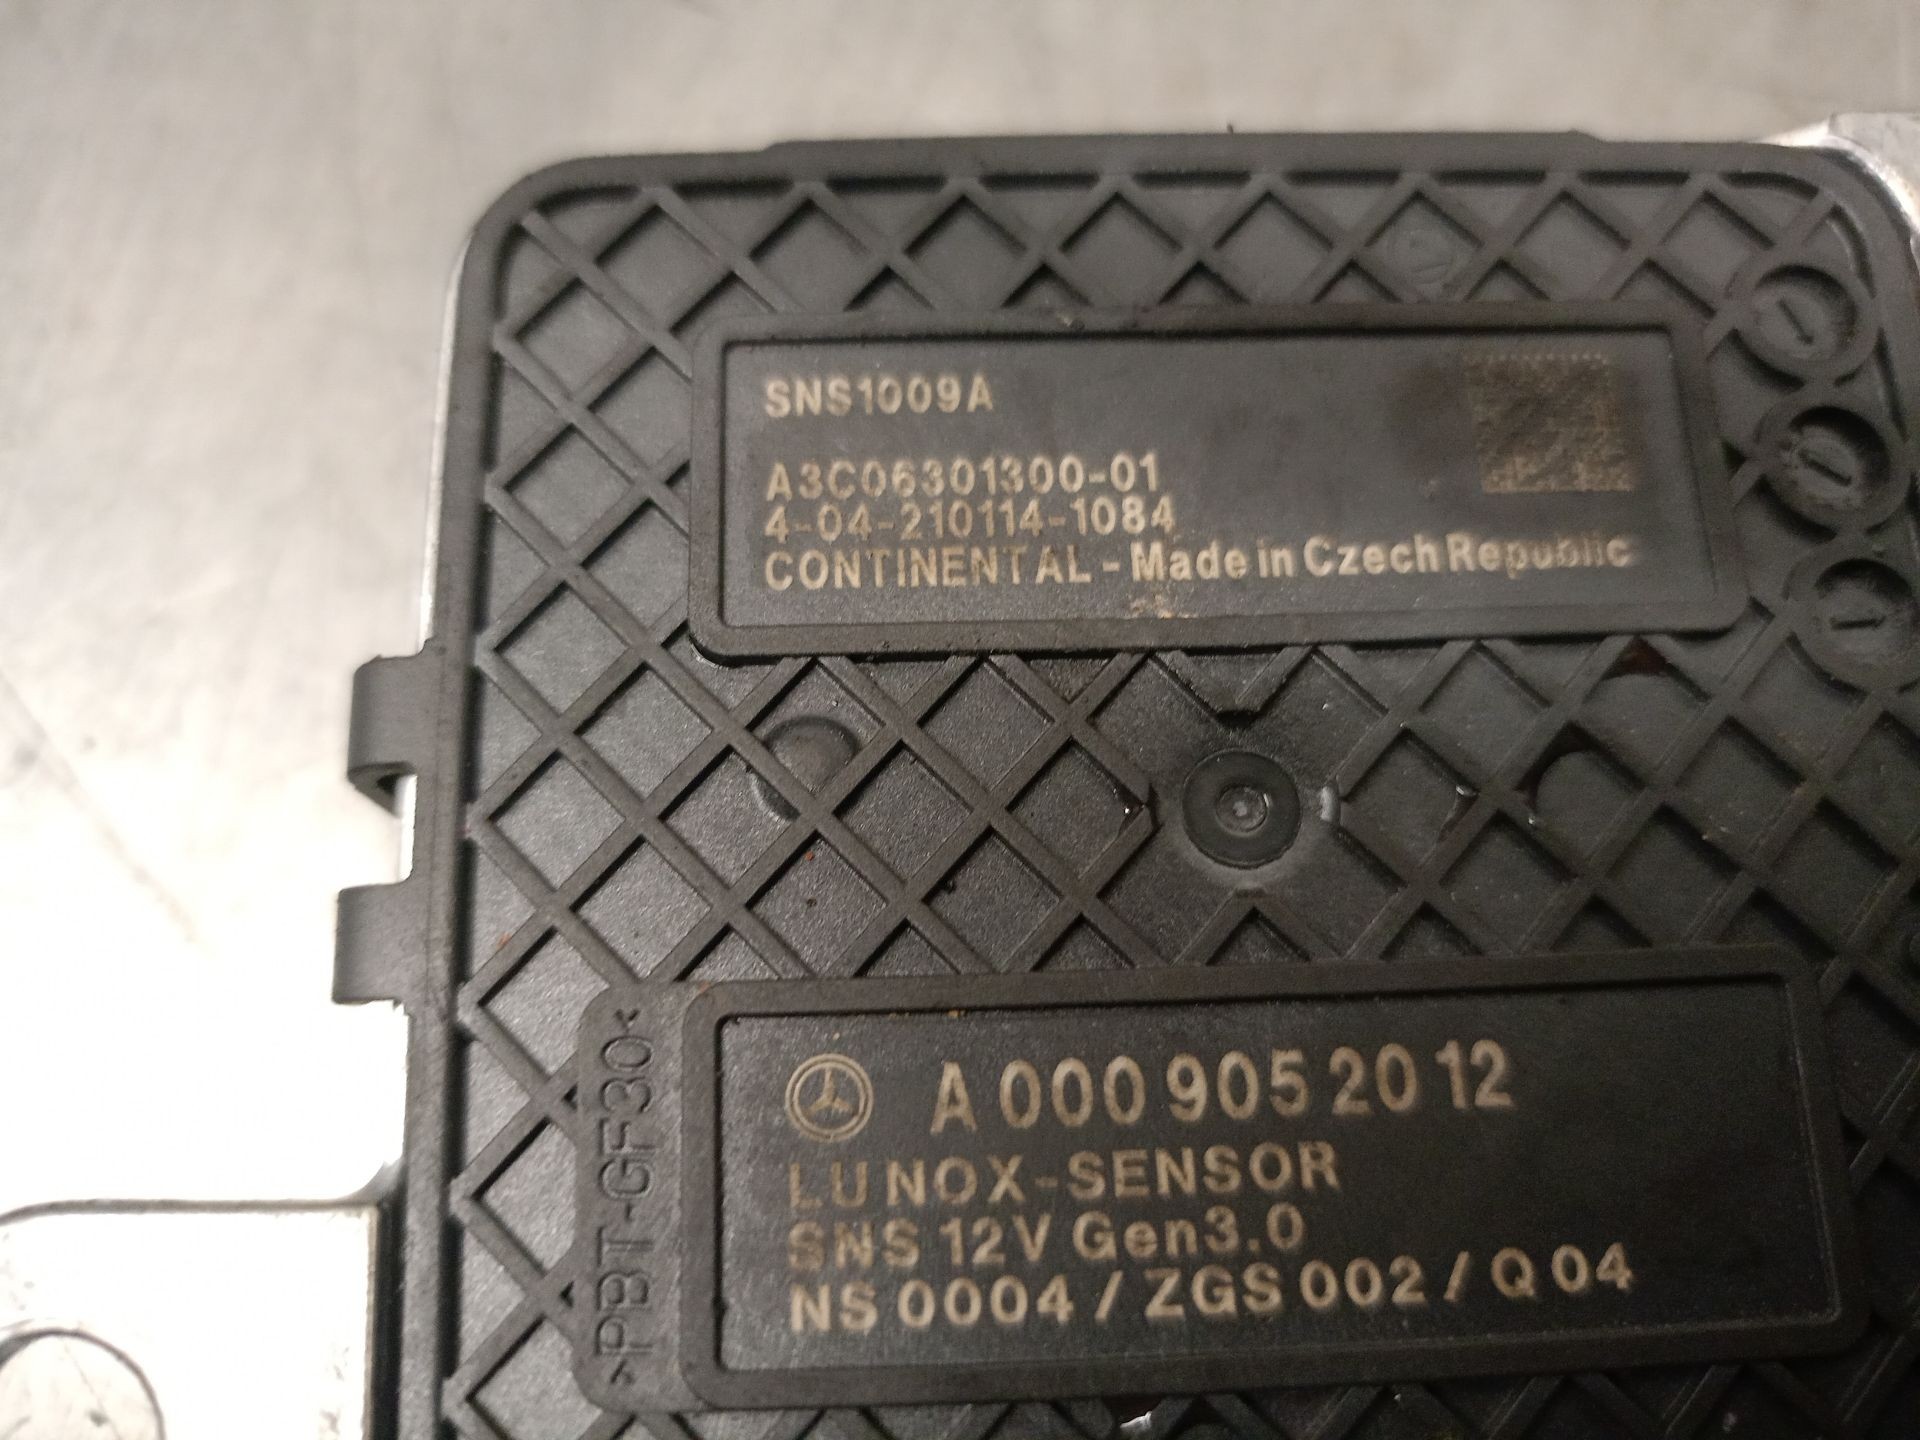 SNS1009A
A3C06301300-01
4-04-210114-1084
CONTINENTAL - Made in Czech Republic
>PBT-GF30<
A 000 905 20 12
LU NOX-SENSOR
SNS 12V Gen3.0
NS 0004 / ZGS 002 / Q 04